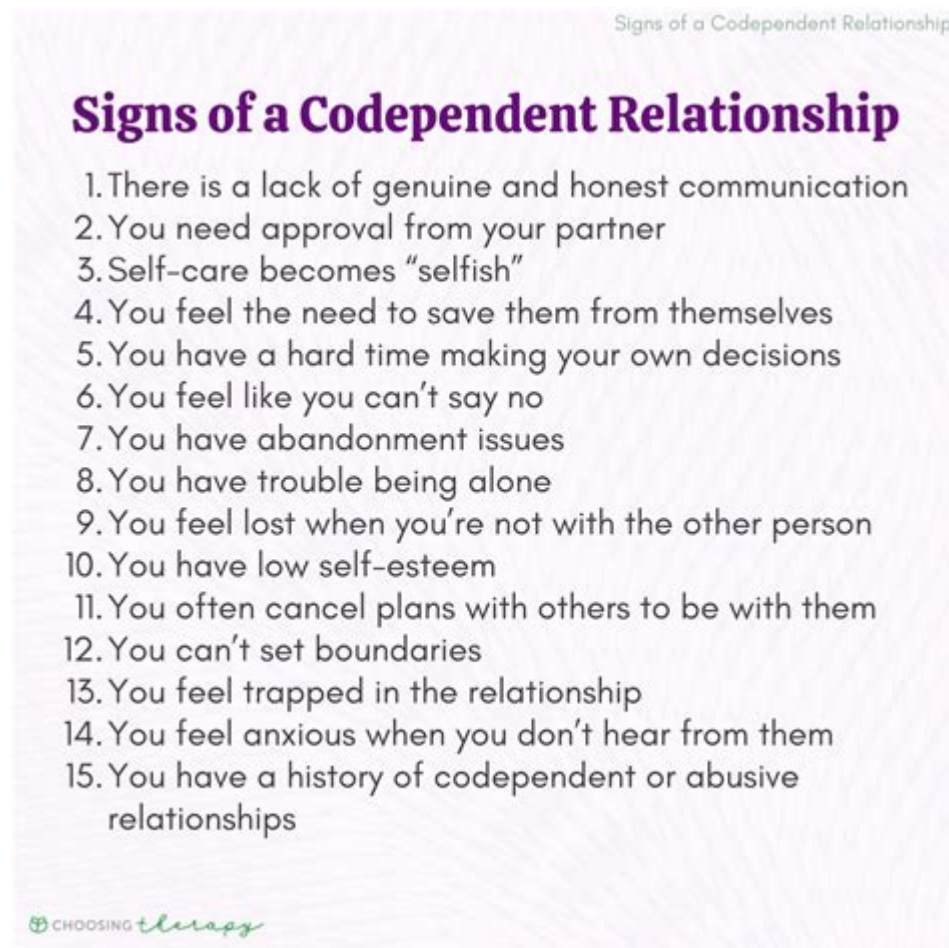 Signs of a Codependent Relationship
Signs of a Codependent Relationship
1. There is a lack of genuine and honest communication
2. You need approval from your partner
3. Self-care becomes “selfish”
4. You feel the need to save them from themselves
5. You have a hard time making your own decisions
6. You feel like you can’t say no
7. You have abandonment issues
8. You have trouble being alone
9. You feel lost when you’re not with the other person
10. You have low self-esteem
11. You often cancel plans with others to be with them
12. You can’t set boundaries
13. You feel trapped in the relationship
14. You feel anxious when you don’t hear from them
15. You have a history of codependent or abusive
relationships
CHOOSING therapy